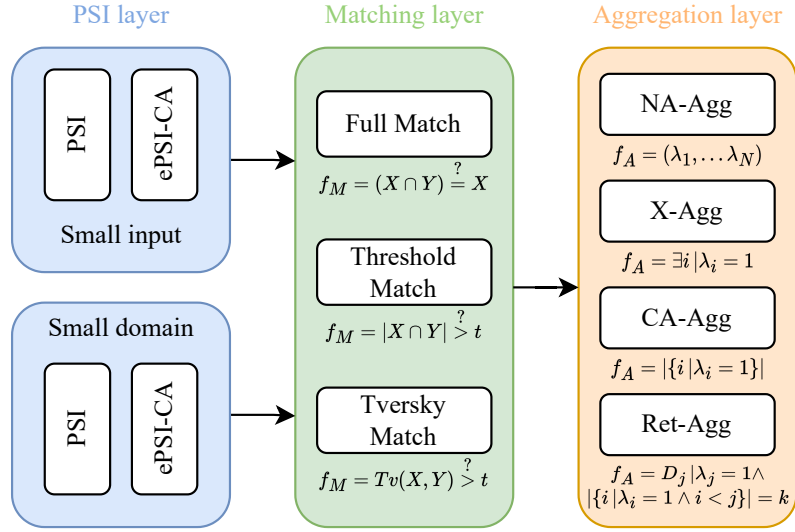 PSI layer
PSI
ePSI-CA
Small input
Small domain
PSI
ePSI-CA
Matching layer
Full Match
f_M = (X ∩ Y) ≟ X
Threshold
Match
f_M = |X ∩ Y| >^? t
Tversky
Match
f_M = Tv(X, Y) >^? t
Aggregation layer
NA-Agg
f_A = (λ_1, … λ_N)
X-Agg
f_A = ∃i |λ_i = 1
CA-Agg
f_A = |{i |λ_i = 1}|
Ret-Agg
f_A = D_j |λ_j = 1∧
|{i |λ_i = 1 ∧ i < j}| = k